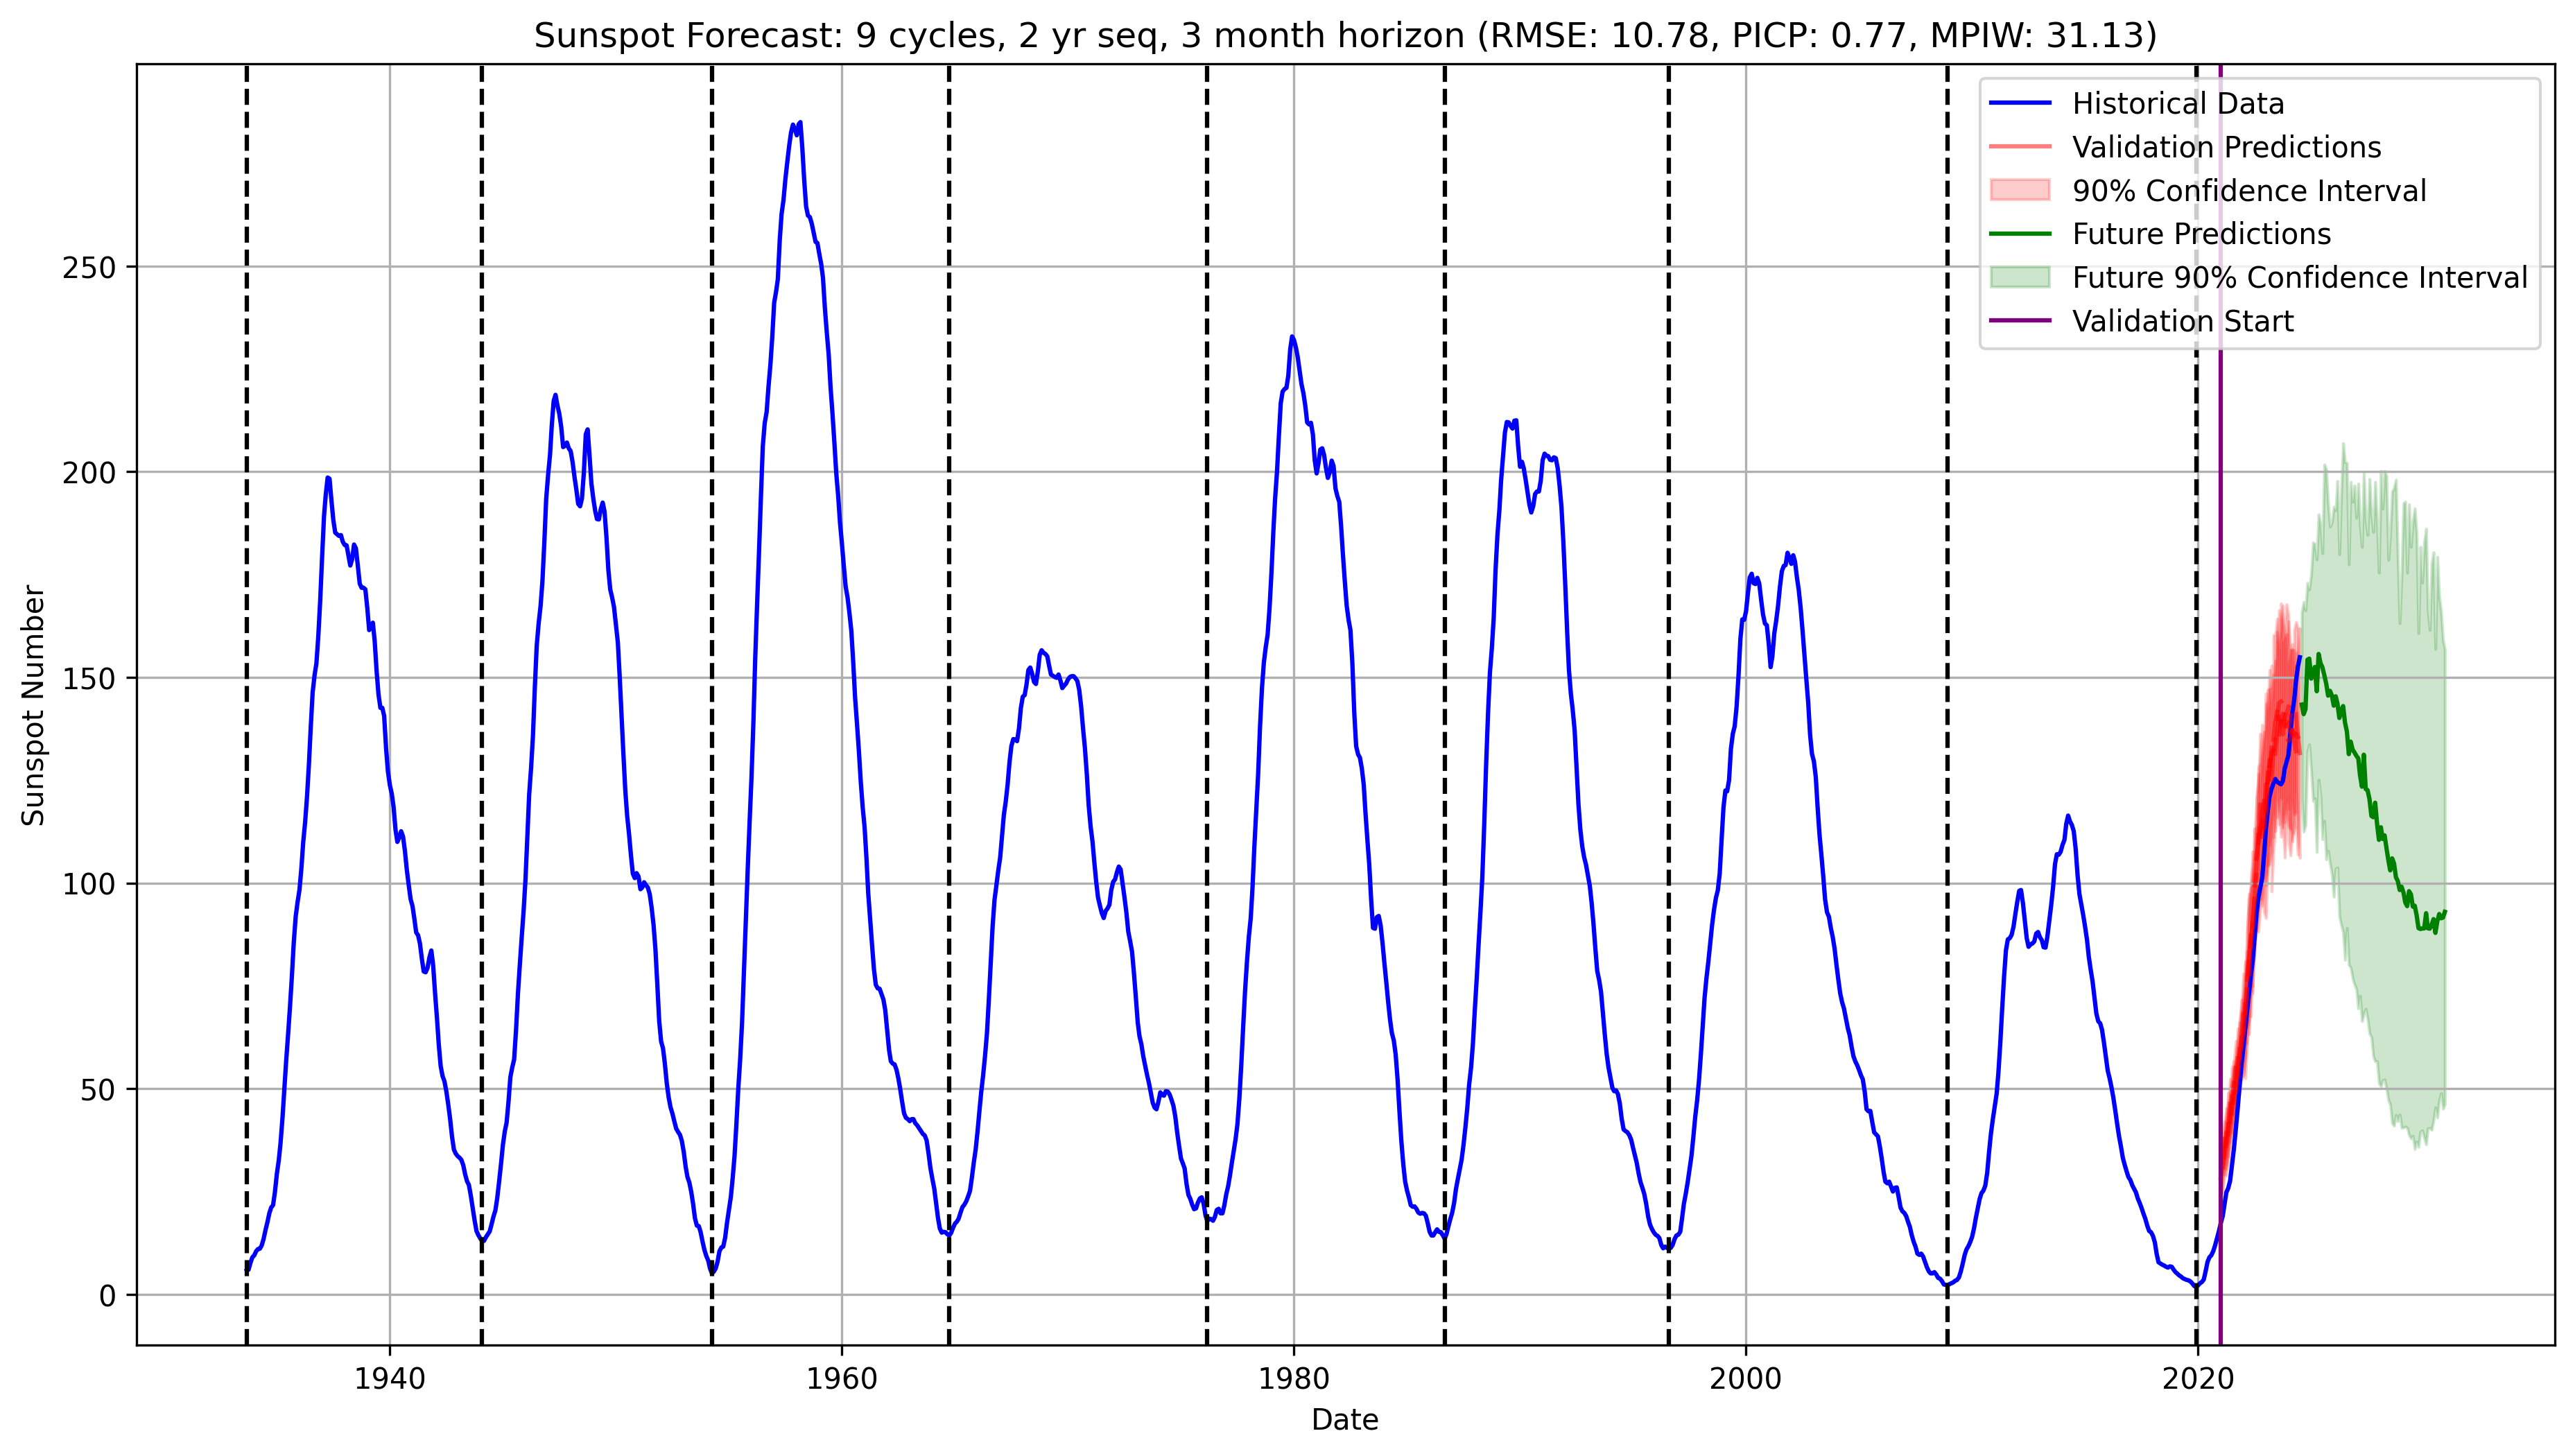 Sunspot Forecast: 9 cycles, 2 yr seq, 3 month horizon (RMSE: 10.78, PICP: 0.77, MPIW: 31.13)
Historical Data
Validation Predictions
90% Confidence Interval
Future Predictions
Future 90% Confidence Interval
Validation Start
Sunspot Number
250
200
150
100
50
0
1940 1960 1980 2000 2020
Date